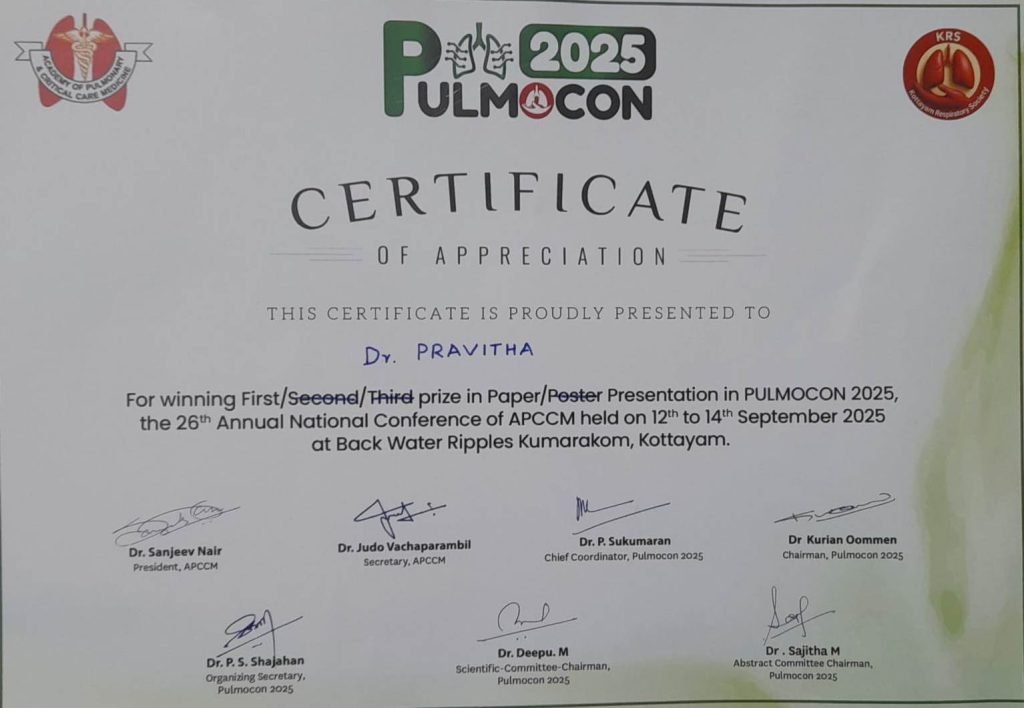 ACADEMY OF PULMONARY
& CRITICAL CARE MEDICINE
PULMOCON 2025
KRS
Kottayam Respiratory Society
CERTIFICATE
OF APPRECIATION
THIS CERTIFICATE IS PROUDLY PRESENTED TO
Dr. PRAVITHA
For winning First/Second/Third prize in Paper/Poster Presentation in PULMOCON 2025,
the 26th Annual National Conference of APCCM held on 12th to 14th September 2025
at Back Water Ripples Kumarakom, Kottayam.
Dr. Sanjeev Nair
President, APCCM
Dr. Judo Vachaparambil
Secretary, APCCM
Dr. P. Sukumaran
Chief Coordinator, Pulmocon 2025
Dr Kurian Oommen
Chairman, Pulmocon 2025
Dr. P. S. Shajahan
Organizing Secretary,
Pulmocon 2025
Dr. Deepu. M
Scientific-Committee-Chairman,
Pulmocon 2025
Dr . Sajitha M
Abstract Committee Chairman,
Pulmocon 2025